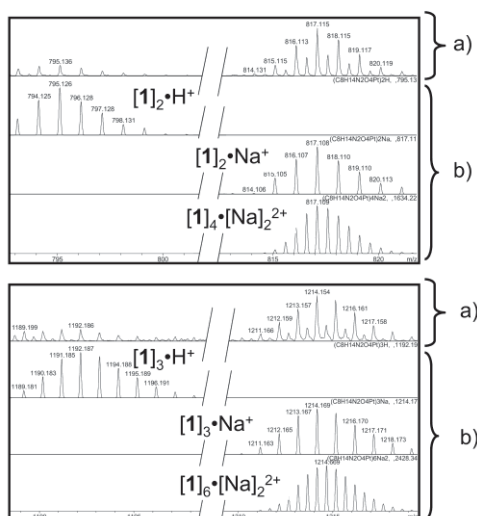 817.115
795.136
816.113
818.115
815.115
819.117
814.131
820.119
a)
(C8H14N2O4Pt)2H, ,795.13
795.126
794.125
796.128
797.128
798.131
[1]₂•H⁺
(C8H14N2O4Pt)2Na, ,817.11
817.108
816.107
818.110
819.110
814.106
820.113
[1]₂•Na⁺
b)
(C8H14N2O4Pt)4Na2, ,1634.22
817.109
[1]₄•[Na]₂²⁺
795 800 815 820 m/z
1214.154
1189.199
1192.186
1213.157
1216.161
1212.159
1217.158
1211.166
a)
(C8H14N2O4Pt)3H, ,1192.19
1192.187
1191.185
1190.183
1194.188
1195.189
1189.181
1196.191
[1]₃•H⁺
(C8H14N2O4Pt)3Na, ,1214.17
1214.169
1213.167
1212.165
1216.170
1217.171
1211.163
1218.173
[1]₃•Na⁺
b)
(C8H14N2O4Pt)6Na2, ,2428.34
[1]₆•[Na]₂²⁺